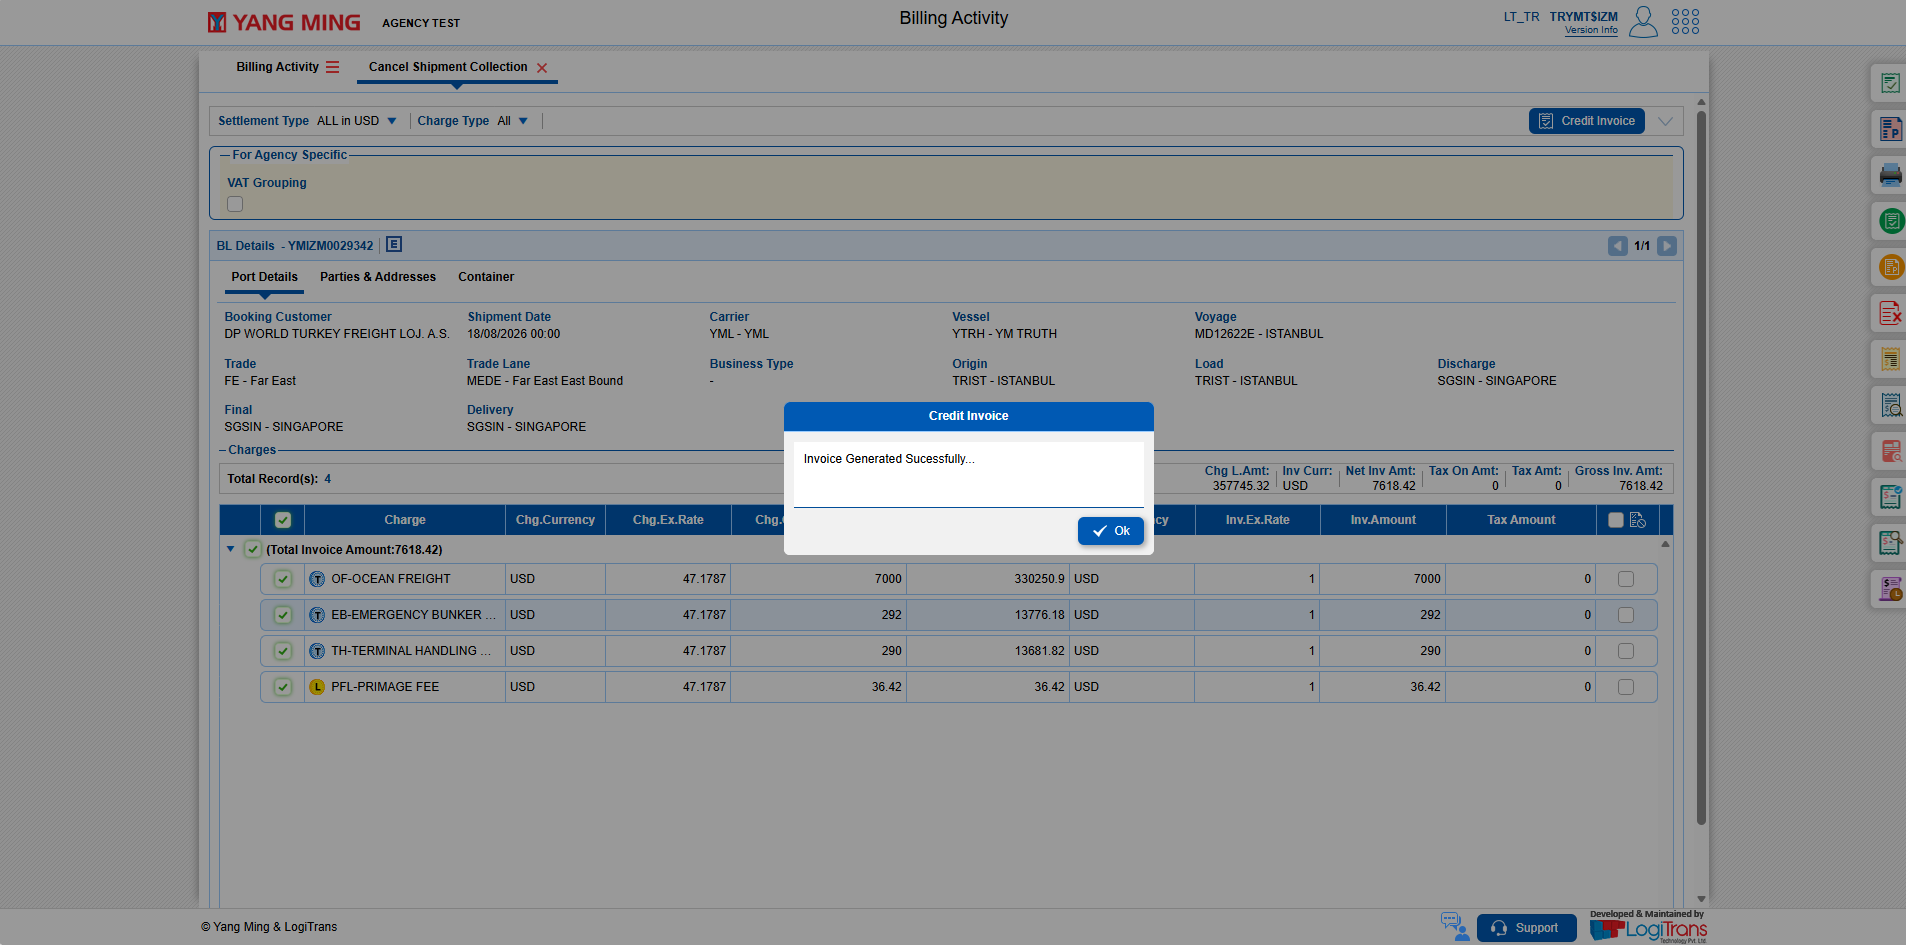 YANG MING AGENCY TEST
Billing Activity
LT_TR TRYMT$IZM
Version Info
Billing Activity
Cancel Shipment Collection
Settlement Type ALL in USD
Charge Type All
Credit Invoice
For Agency Specific
VAT Grouping
BL Details - YMIZM0029342 E
1/1
Port Details Parties & Addresses Container
Booking Customer Shipment Date Carrier Vessel Voyage
DP WORLD TURKEY FREIGHT LOJ. A.S. 18/08/2026 00:00 YML - YML YTRH - YM TRUTH MD12622E - ISTANBUL
Trade Trade Lane Business Type Origin Load Discharge
FE - Far East MEDE - Far East East Bound - TRIST - ISTANBUL TRIST - ISTANBUL SGSIN - SINGAPORE
Final Delivery
SGSIN - SINGAPORE SGSIN - SINGAPORE
Charges
Total Record(s): 4
Chg L.Amt: Inv Curr: Net Inv Amt: Tax On Amt: Tax Amt: Gross Inv. Amt:
357745.32 USD 7618.42 0 0 7618.42
Credit Invoice
Invoice Generated Sucessfully...
Ok
Charge Chg.Currency Chg.Ex.Rate Chg. cy Inv.Ex.Rate Inv.Amount Tax Amount
(Total Invoice Amount:7618.42)
T OF-OCEAN FREIGHT USD 47.1787 7000 330250.9 USD 1 7000 0
T EB-EMERGENCY BUNKER ... USD 47.1787 292 13776.18 USD 1 292 0
T TH-TERMINAL HANDLING ... USD 47.1787 290 13681.82 USD 1 290 0
L PFL-PRIMAGE FEE USD 47.1787 36.42 36.42 USD 1 36.42 0
© Yang Ming & LogiTrans
Support
Developed & Maintained by
LogiTrans
Technology Pvt. Ltd.